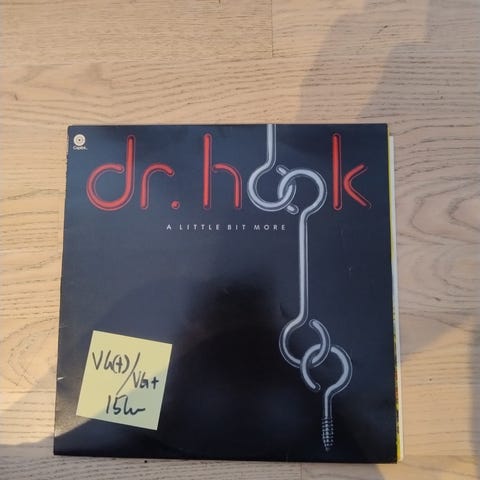 Capitol.
dr. hook
A LITTLE BIT MORE
VG(+)/VG+
15kr